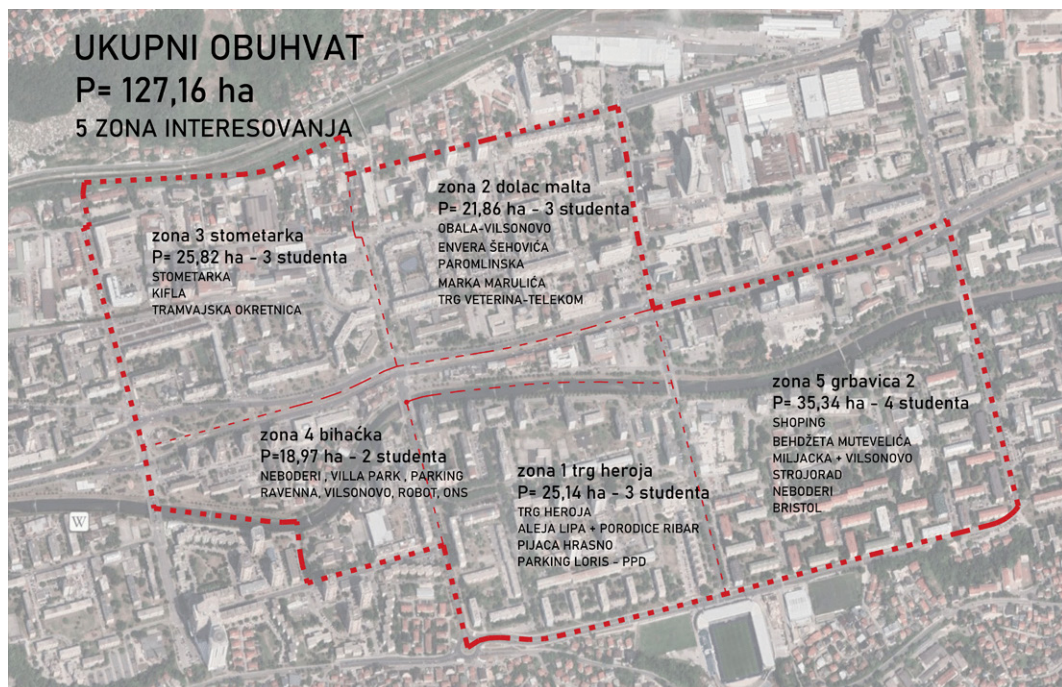 UKUPNI OBUHVAT
P= 127,16 ha
5 ZONA INTERESOVANJA
zona 2 dolac malta
P= 21,86 ha - 3 studenta
OBALA-VILSONOVO
ENVERA ŠEHOVIĆA
PAROMLINSKA
MARKA MARULIĆA
TRG VETERINA-TELEKOM
zona 3 stometarka
P= 25,82 ha - 3 studenta
STOMETARKA
KIFLA
TRAMVAJSKA OKRETNICA
zona 5 grbavica 2
P= 35,34 ha - 4 studenta
SHOPING
BEHDŽETA MUTEVELIĆA
MILJACKA + VILSONOVO
STROJORAD
NEBODERI
BRISTOL
zona 4 bihaćka
P=18,97 ha - 2 studenta
NEBODERI , VILLA PARK , PARKING
RAVENNA, VILSONOVO, ROBOT, ONS
zona 1 trg heroja
P= 25,14 ha - 3 studenta
TRG HEROJA
ALEJA LIPA + PORODICE RIBAR
PIJACA HRASNO
PARKING LORIS - PPD
W